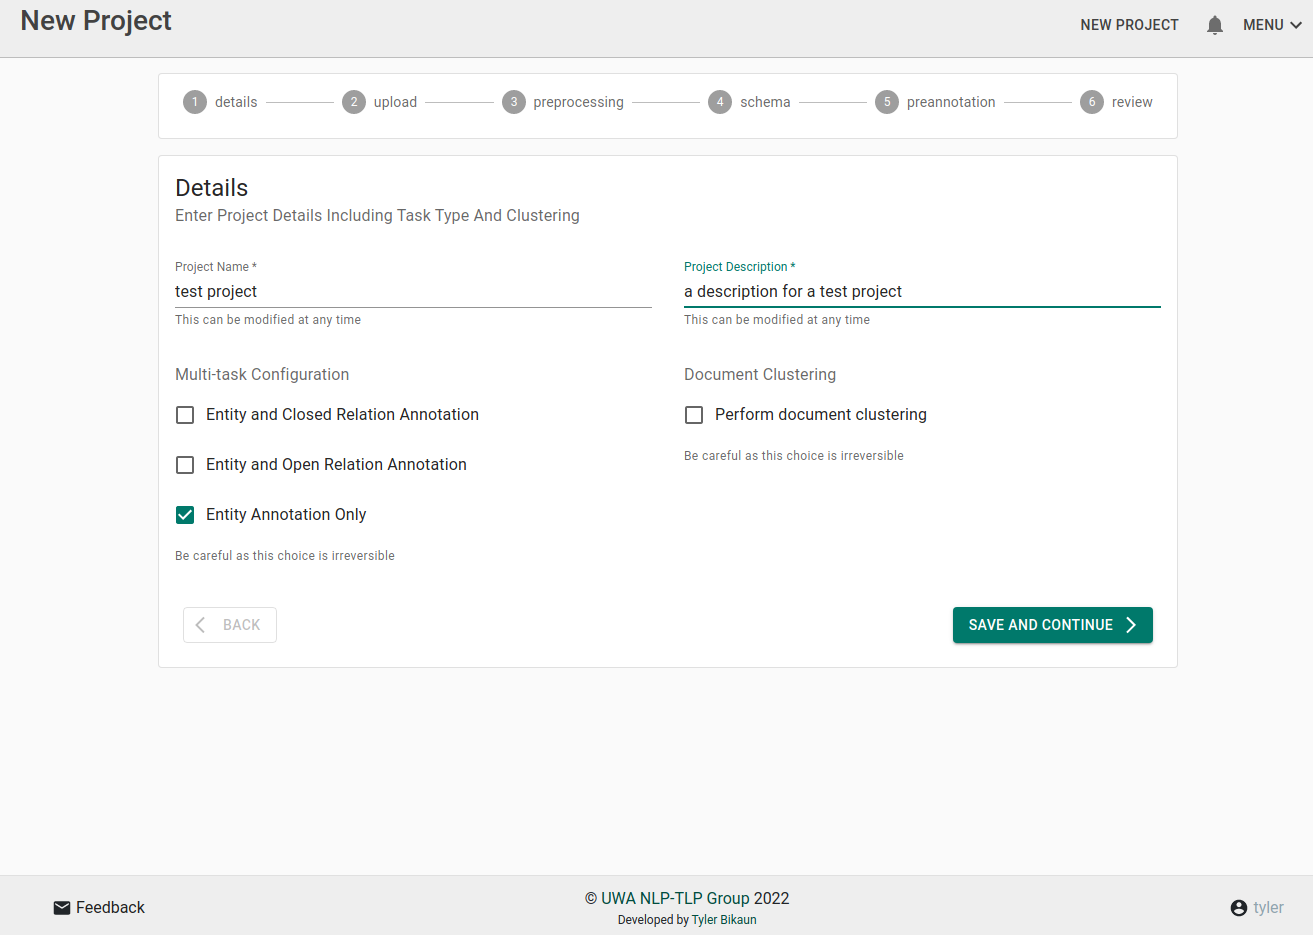 New Project
NEW PROJECT
MENU
1 details 2 upload 3 preprocessing 4 schema 5 preannotation 6 review
Details
Enter Project Details Including Task Type And Clustering
Project Name *
test project
This can be modified at any time
Project Description *
a description for a test project
This can be modified at any time
Multi-task Configuration
Entity and Closed Relation Annotation
Entity and Open Relation Annotation
Entity Annotation Only
Be careful as this choice is irreversible
Document Clustering
Perform document clustering
Be careful as this choice is irreversible
BACK
SAVE AND CONTINUE
Feedback
© UWA NLP-TLP Group 2022
Developed by Tyler Bikaun
tyler